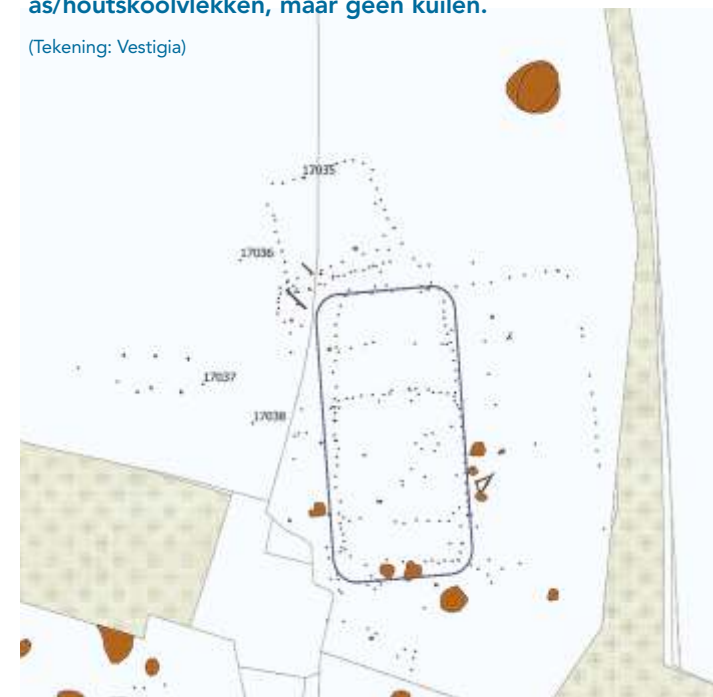 as/houtskoolvlekken, maar geen kuilen.
(Tekening: Vestigia)
17035
17036
17037
17038